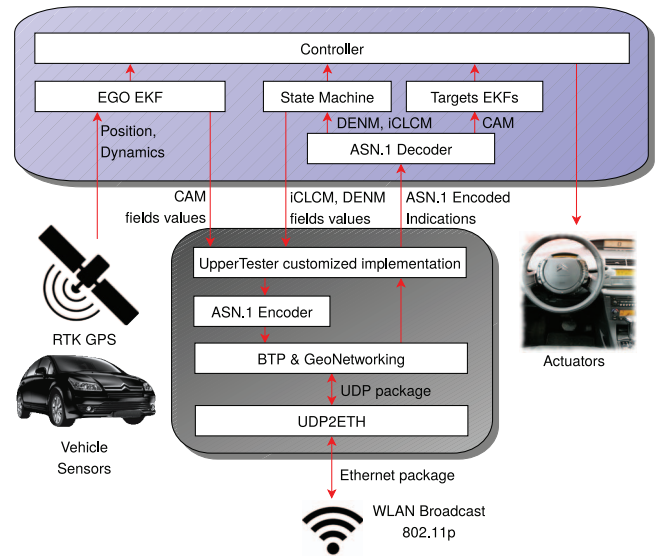 Controller
EGO EKF
State Machine
Targets EKFs
Position,
Dynamics
DENM, iCLCM
CAM
ASN.1 Decoder
CAM
fields values
iCLCM, DENM
fields values
ASN.1 Encoded
Indications
UpperTester customized implementation
ASN.1 Encoder
RTK GPS
BTP & GeoNetworking
Actuators
UDP package
UDP2ETH
Vehicle
Sensors
Ethernet package
WLAN Broadcast
802.11p